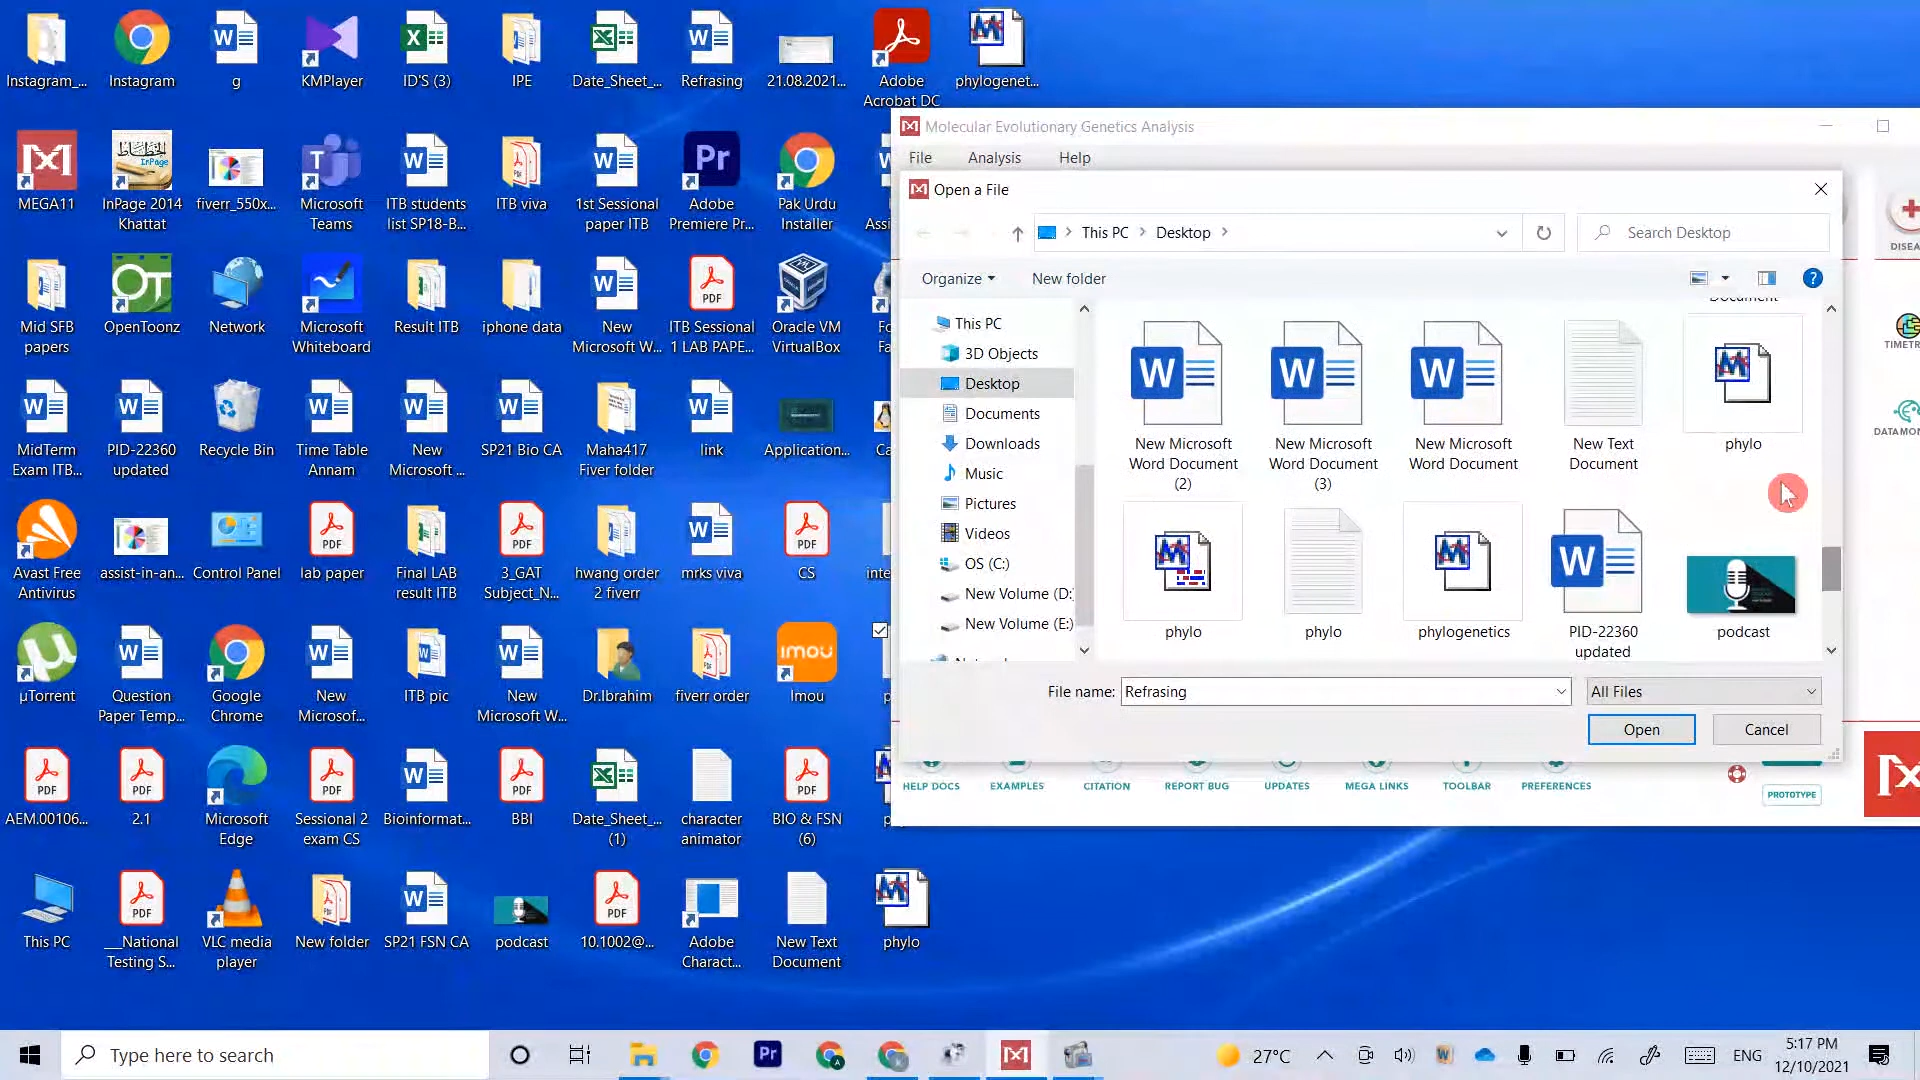 Instagram_...
Instagram
g
KMPlayer
ID'S (3)
IPE
Date_Sheet_...
Refrasing
21.08.2021...
Adobe
Acrobat DC
phylogenet...
MEGA11
InPage 2014
Khattat
fiverr_550x...
Microsoft
Teams
ITB students
list SP18-B...
ITB viva
1st Sessional
paper ITB
Adobe
Premiere Pr...
Pak Urdu
Installer
Mid SFB
papers
OpenToonz
Network
Microsoft
Whiteboard
Result ITB
iphone data
New
Microsoft W...
ITB Sessional
1 LAB PAPE...
Oracle VM
VirtualBox
MidTerm
Exam ITB...
PID-22360
updated
Recycle Bin
Time Table
Annam
New
Microsoft ...
SP21 Bio CA
Maha417
Fiver folder
link
Application...
Avast Free
Antivirus
assist-in-an...
Control Panel
lab paper
Final LAB
result ITB
3_GAT
Subject_N...
hwang order
2 fiverr
mrks viva
CS
µTorrent
Question
Paper Temp...
Google
Chrome
New
Microsof...
ITB pic
New
Microsoft W...
Dr.Ibrahim
fiverr order
Imou
AEM.00106...
2.1
Microsoft
Edge
Sessional 2
exam CS
Bioinformat...
BBI
Date_Sheet_...
(1)
character
animator
BIO & FSN
(6)
This PC
___National
Testing S...
VLC media
player
New folder
SP21 FSN CA
podcast
10.1002@...
Adobe
Charact...
New Text
Document
phylo
Molecular Evolutionary Genetics Analysis
File Analysis Help
Open a File
This PC Desktop
Search Desktop
Organize New folder
This PC
3D Objects
Desktop
Documents
Downloads
Music
Pictures
Videos
OS (C:)
New Volume (D:)
New Volume (E:)
New Microsoft
Word Document
(2)
New Microsoft
Word Document
(3)
New Microsoft
Word Document
New Text
Document
phylo
phylo
phylo
phylogenetics
PID-22360
updated
podcast
File name: Refrasing
All Files
Open Cancel
HELP DOCS EXAMPLES CITATION REPORT BUG UPDATES MEGA LINKS TOOLBAR PREFERENCES
PROTOTYPE
Type here to search
27°C
ENG
5:17 PM
12/10/2021